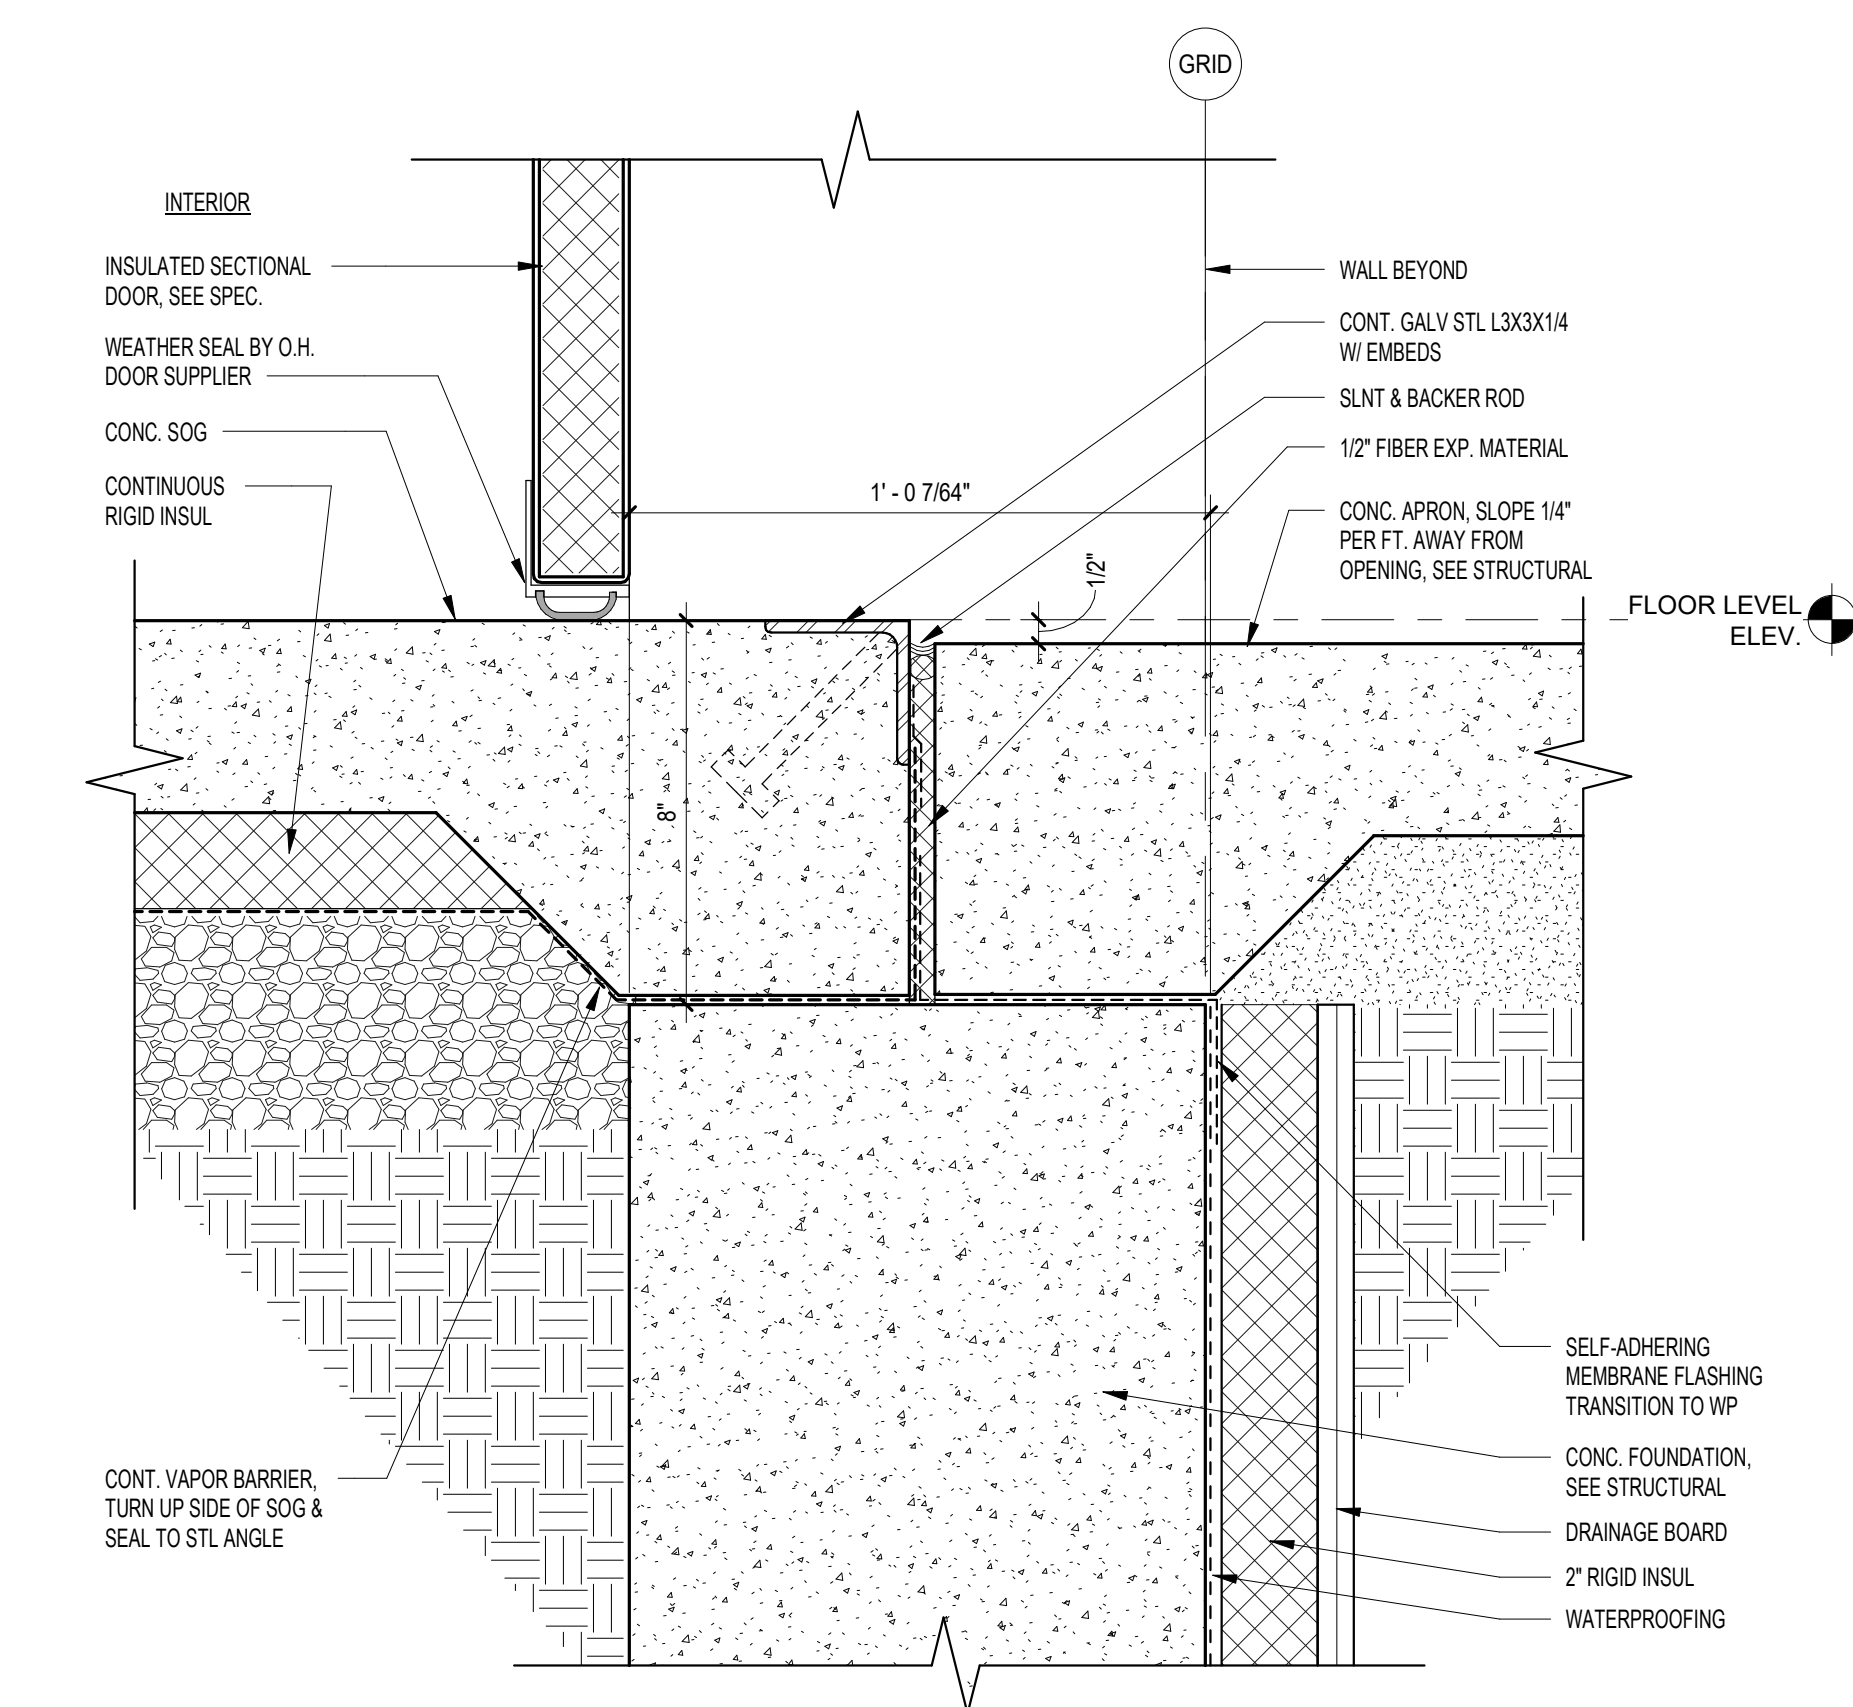 GRID
INTERIOR
INSULATED SECTIONAL
DOOR, SEE SPEC.
WEATHER SEAL BY O.H.
DOOR SUPPLIER
CONC. SOG
CONTINUOUS
RIGID INSUL
WALL BEYOND
CONT. GALV STL L3X3X1/4
W/ EMBEDS
SLNT & BACKER ROD
1/2" FIBER EXP. MATERIAL
CONC. APRON, SLOPE 1/4"
PER FT. AWAY FROM
OPENING, SEE STRUCTURAL
1' - 0 7/64"
1/2"
FLOOR LEVEL
ELEV.
8"
CONT. VAPOR BARRIER,
TURN UP SIDE OF SOG &
SEAL TO STL ANGLE
SELF-ADHERING
MEMBRANE FLASHING
TRANSITION TO WP
CONC. FOUNDATION,
SEE STRUCTURAL
DRAINAGE BOARD
2" RIGID INSUL
WATERPROOFING